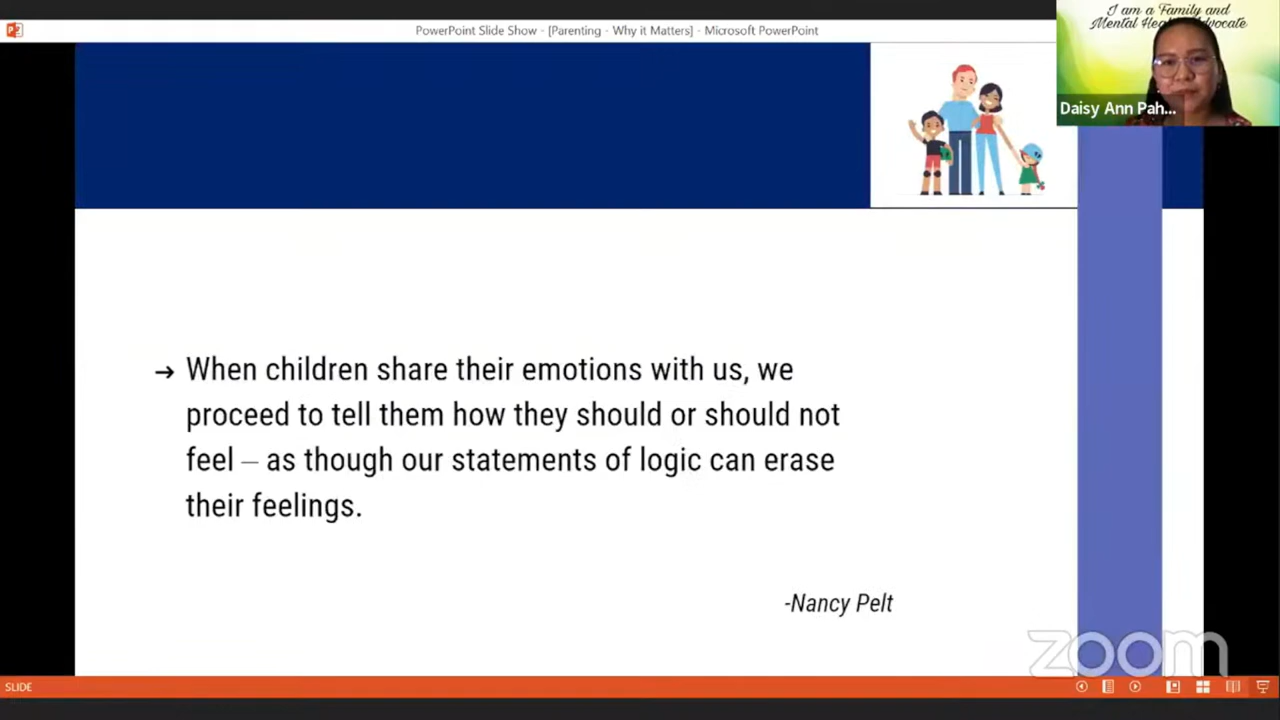 PowerPoint Slide Show - [Parenting - Why it Matters] - Microsoft PowerPoint
I am a Family and
Mental Advocate
Daisy Ann Pah...
→ When children share their emotions with us, we
proceed to tell them how they should or should not
feel – as though our statements of logic can erase
their feelings.
-Nancy Pelt
zoom
SLIDE